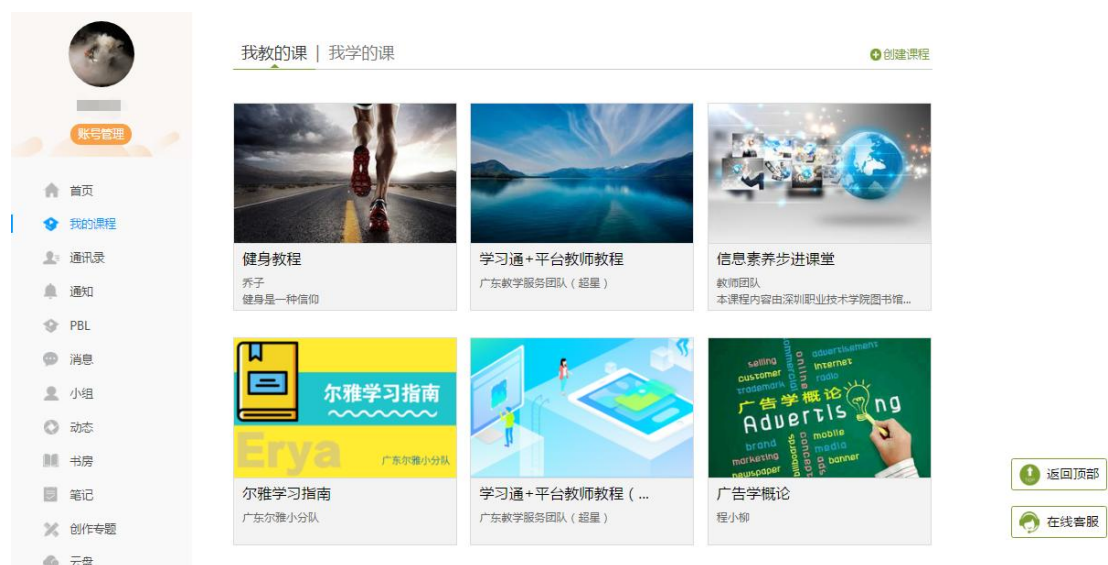 账号管理
首页
我的课程
通讯录
通知
PBL
消息
小组
动态
书房
笔记
创作专题
云盘
我教的课 | 我学的课
创建课程
健身教程
乔子
健身是一种信仰
学习通+平台教师教程
广东教学服务团队(超星)
信息素养步进课堂
教师团队
本课程内容由深圳职业技术学院图书馆...
尔雅学习指南
Erya
广东尔雅小分队
尔雅学习指南
广东尔雅小分队
学习通+平台教师教程(...
广东教学服务团队(超星)
selling
commercial
online
advertisement
customer
Internet
trademark
radio
广告学概论
Advertising
brand
mobile
media
marketing
billboards
banner
newspaper
广告学概论
程小柳
返回顶部
在线客服